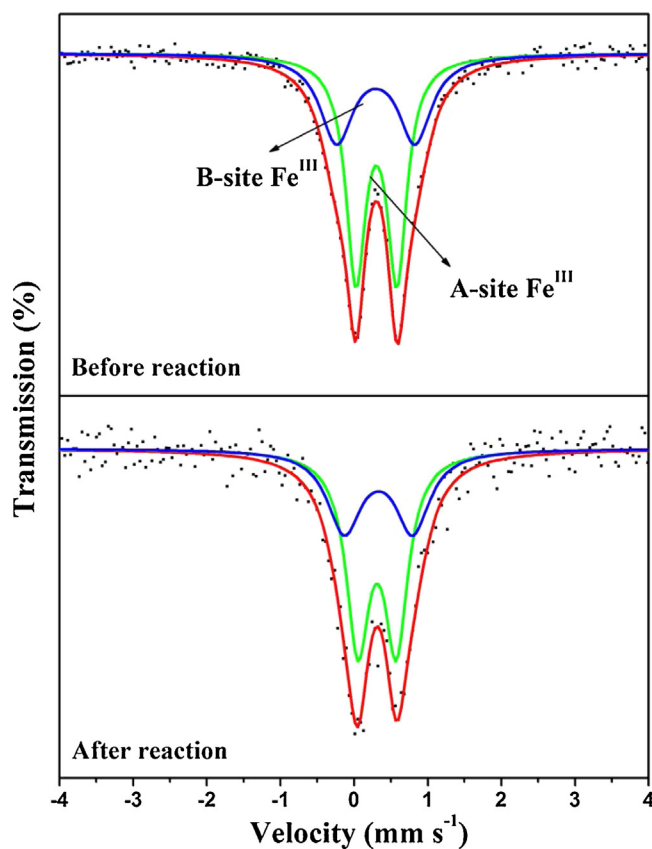 B-site Fe^III
A-site Fe^III
Before reaction
After reaction
Transmission (%)
-4 -3 -2 -1 0 1 2 3 4
Velocity (mm s^-1)